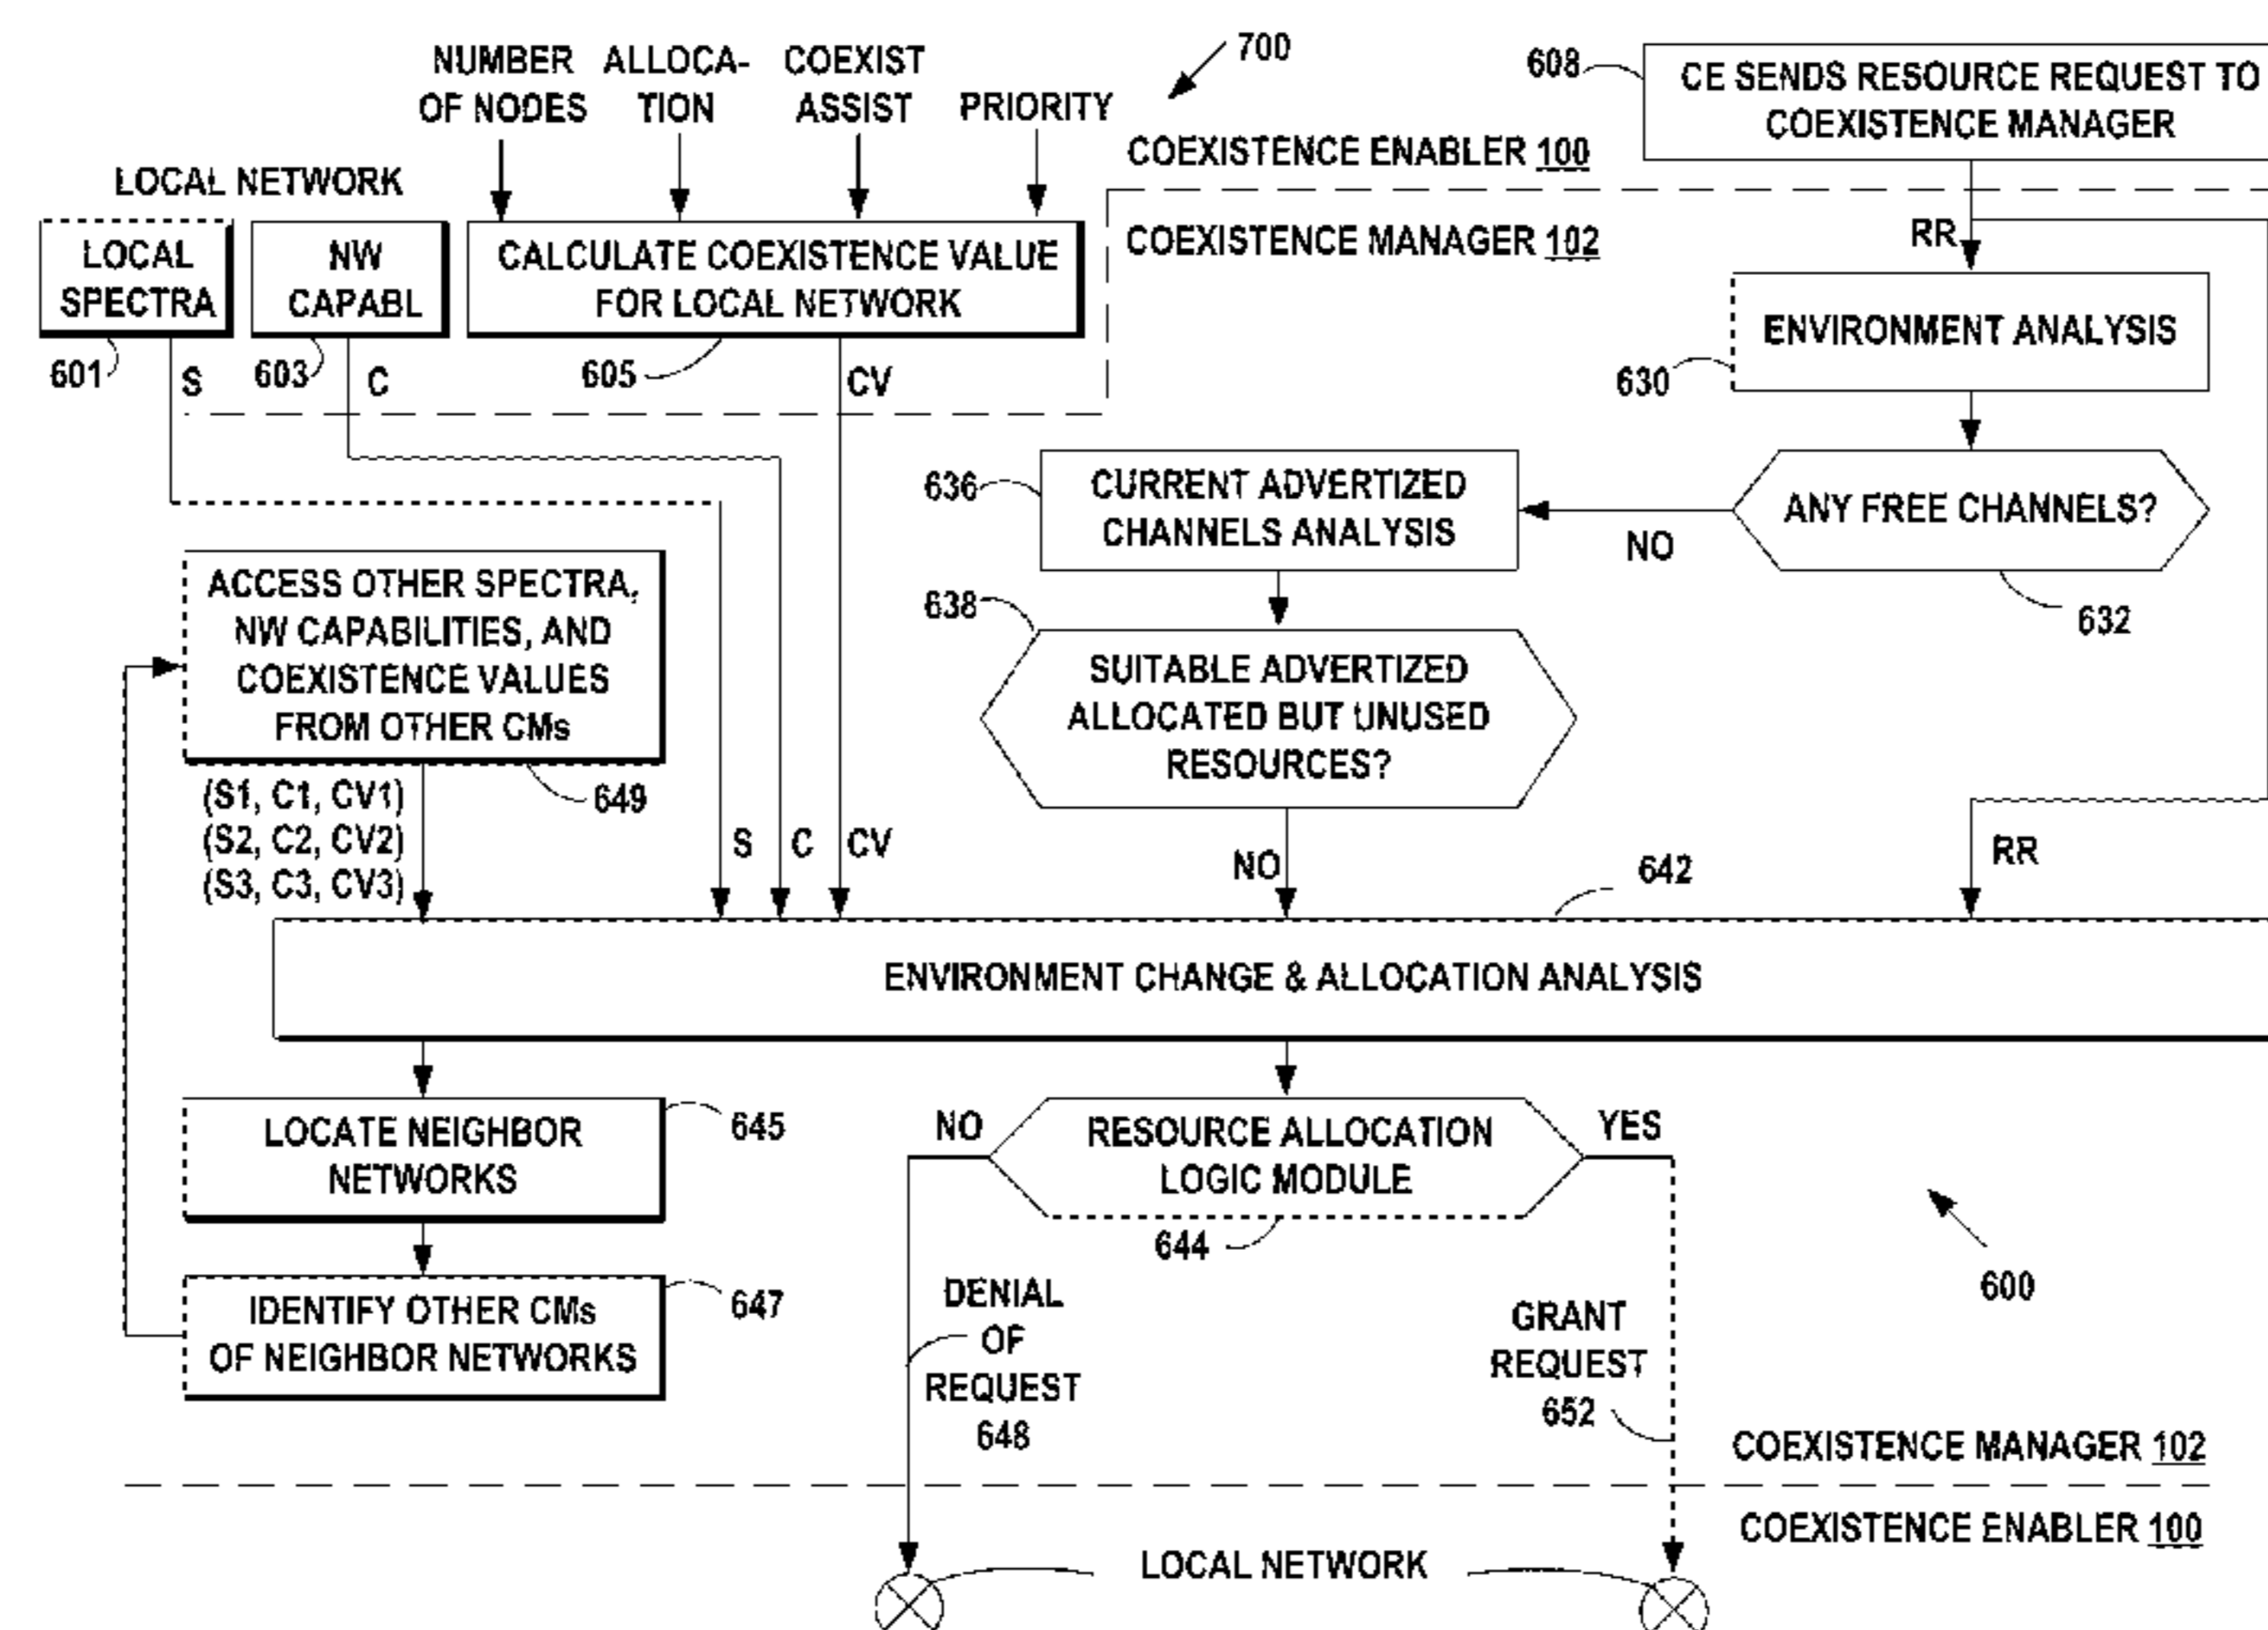 NUMBER OF NODES
ALLOCA-TION
COEXIST ASSIST
PRIORITY
700
COEXISTENCE ENABLER 100
608
CE SENDS RESOURCE REQUEST TO
COEXISTENCE MANAGER
LOCAL NETWORK
LOCAL
SPECTRA
601
S
NW
CAPABL
603
C
CALCULATE COEXISTENCE VALUE
FOR LOCAL NETWORK
605
CV
COEXISTENCE MANAGER 102
RR
ENVIRONMENT ANALYSIS
630
ANY FREE CHANNELS?
632
NO
636
CURRENT ADVERTIZED
CHANNELS ANALYSIS
638
SUITABLE ADVERTIZED
ALLOCATED BUT UNUSED
RESOURCES?
NO
ACCESS OTHER SPECTRA,
NW CAPABILITIES, AND
COEXISTENCE VALUES
FROM OTHER CMs
649
(S1, C1, CV1)
(S2, C2, CV2)
(S3, C3, CV3)
S
C
CV
642
RR
ENVIRONMENT CHANGE & ALLOCATION ANALYSIS
LOCATE NEIGHBOR
NETWORKS
645
IDENTIFY OTHER CMs
OF NEIGHBOR NETWORKS
647
NO
RESOURCE ALLOCATION
LOGIC MODULE
YES
644
DENIAL
OF
REQUEST
648
GRANT
REQUEST
652
600
COEXISTENCE MANAGER 102
COEXISTENCE ENABLER 100
LOCAL NETWORK